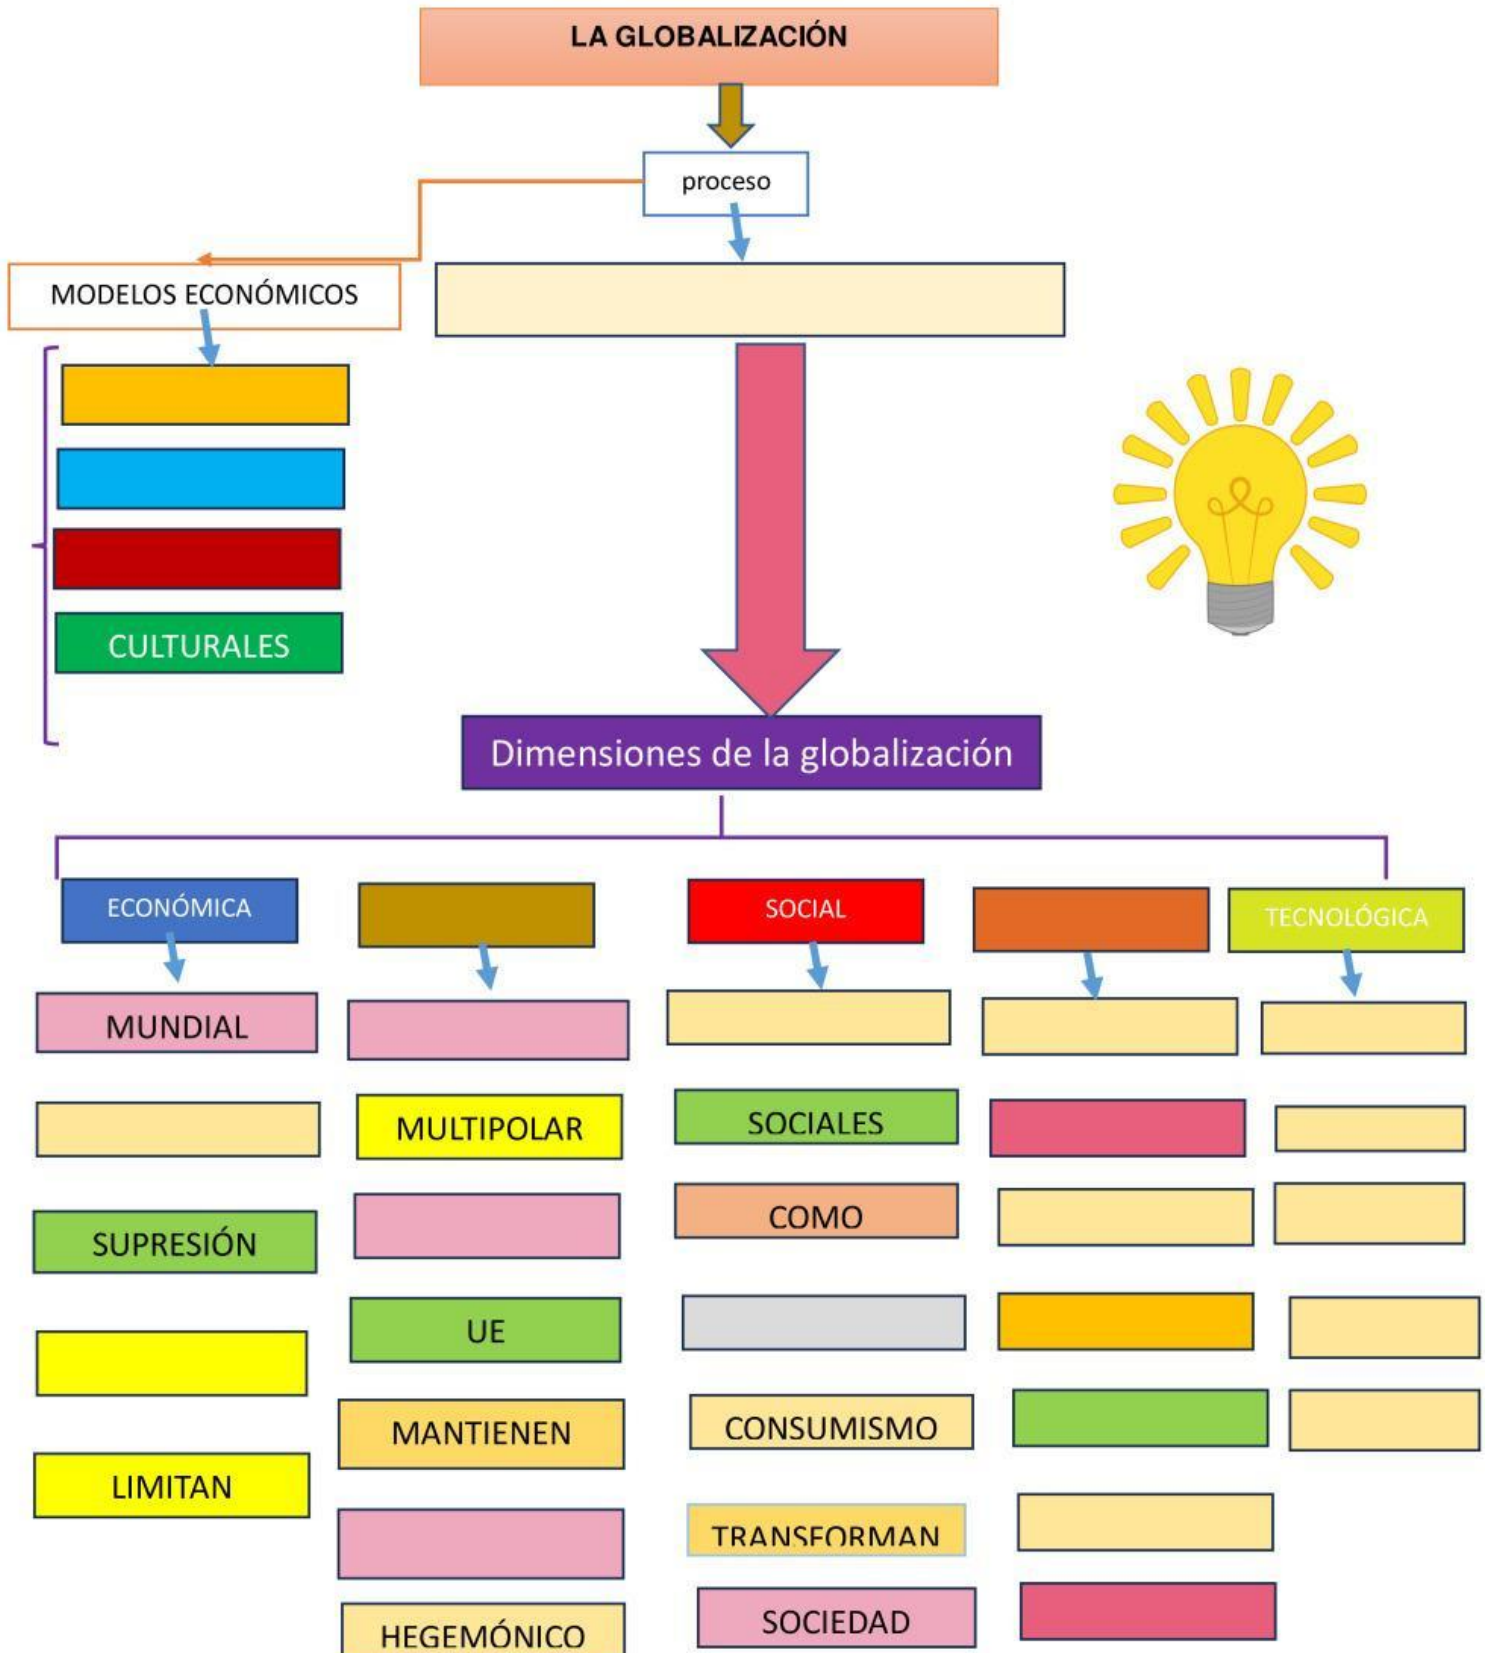 LA GLOBALIZACIÓN
proceso
MODELOS ECONÓMICOS
CULTURALES
Dimensiones de la globalización
ECONÓMICA
SOCIAL
TECNOLÓGICA
MUNDIAL
MULTIPOLAR
SOCIALES
SUPRESIÓN
COMO
UE
MANTIENEN
CONSUMISMO
LIMITAN
TRANSFORMAN
HEGEMÓNICO
SOCIEDAD